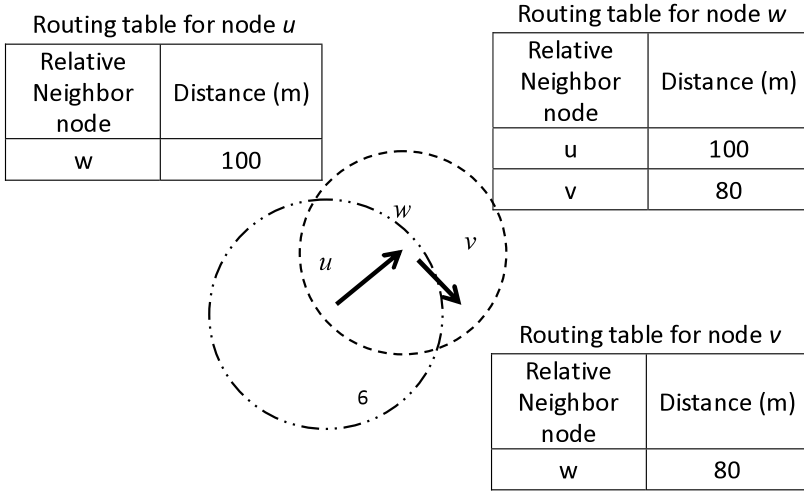 Routing table for node u
Relative
Neighbor
node
Distance (m)
w
100
Routing table for node w
Relative
Neighbor
node
Distance (m)
u
100
v
80
w
v
u
6
Routing table for node v
Relative
Neighbor
node
Distance (m)
w
80